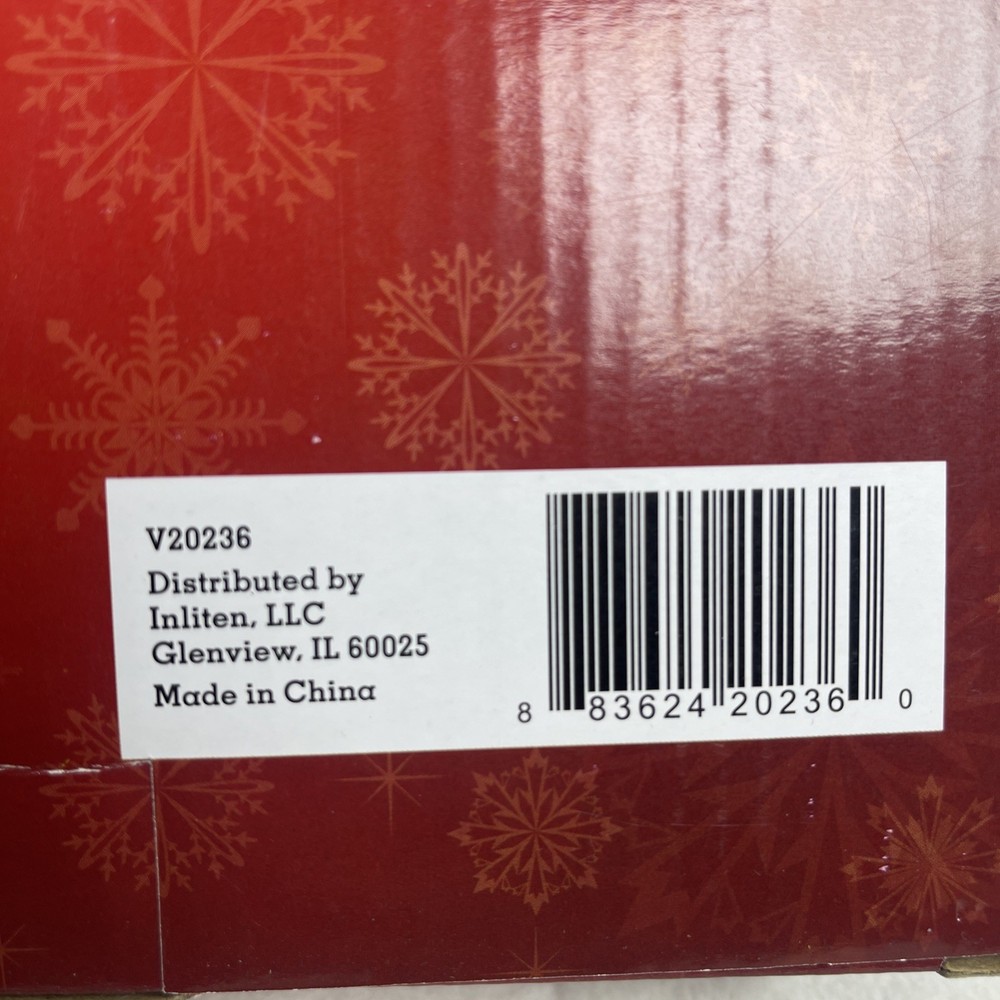 V20236
Distributed by
Inliten, LLC
Glenview, IL 60025
Made in China
8 83624 20236 0